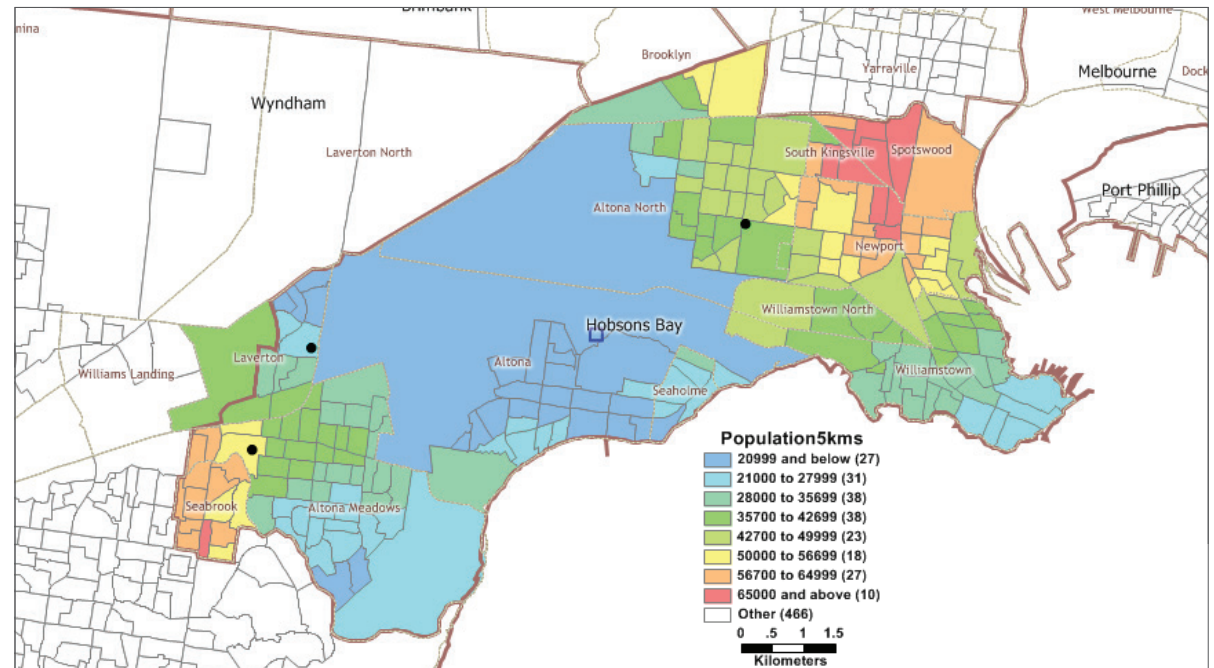 Brimbank
West Melbourne
nina
Brooklyn
Yarraville
Melbourne
Dock
Wyndham
Laverton North
South Kingsville
Spotswood
Port Phillip
Altona North
Newport
Williamstown North
Hobsons Bay
Laverton
Altona
Williams Landing
Seaholme
Williamstown
Seabrook
Altona Meadows
Population5kms
20999 and below (27)
21000 to 27999 (31)
28000 to 35699 (38)
35700 to 42699 (38)
42700 to 49999 (23)
50000 to 56699 (18)
56700 to 64999 (27)
65000 and above (10)
Other (466)
0 .5 1 1.5
Kilometers